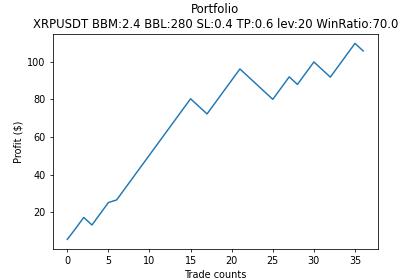 Portfolio
XRPUSDT BBM:2.4 BBL:280 SL:0.4 TP:0.6 lev:20 WinRatio:70.0
100
80
60
40
20
Profit ($)
0 5 10 15 20 25 30 35
Trade counts